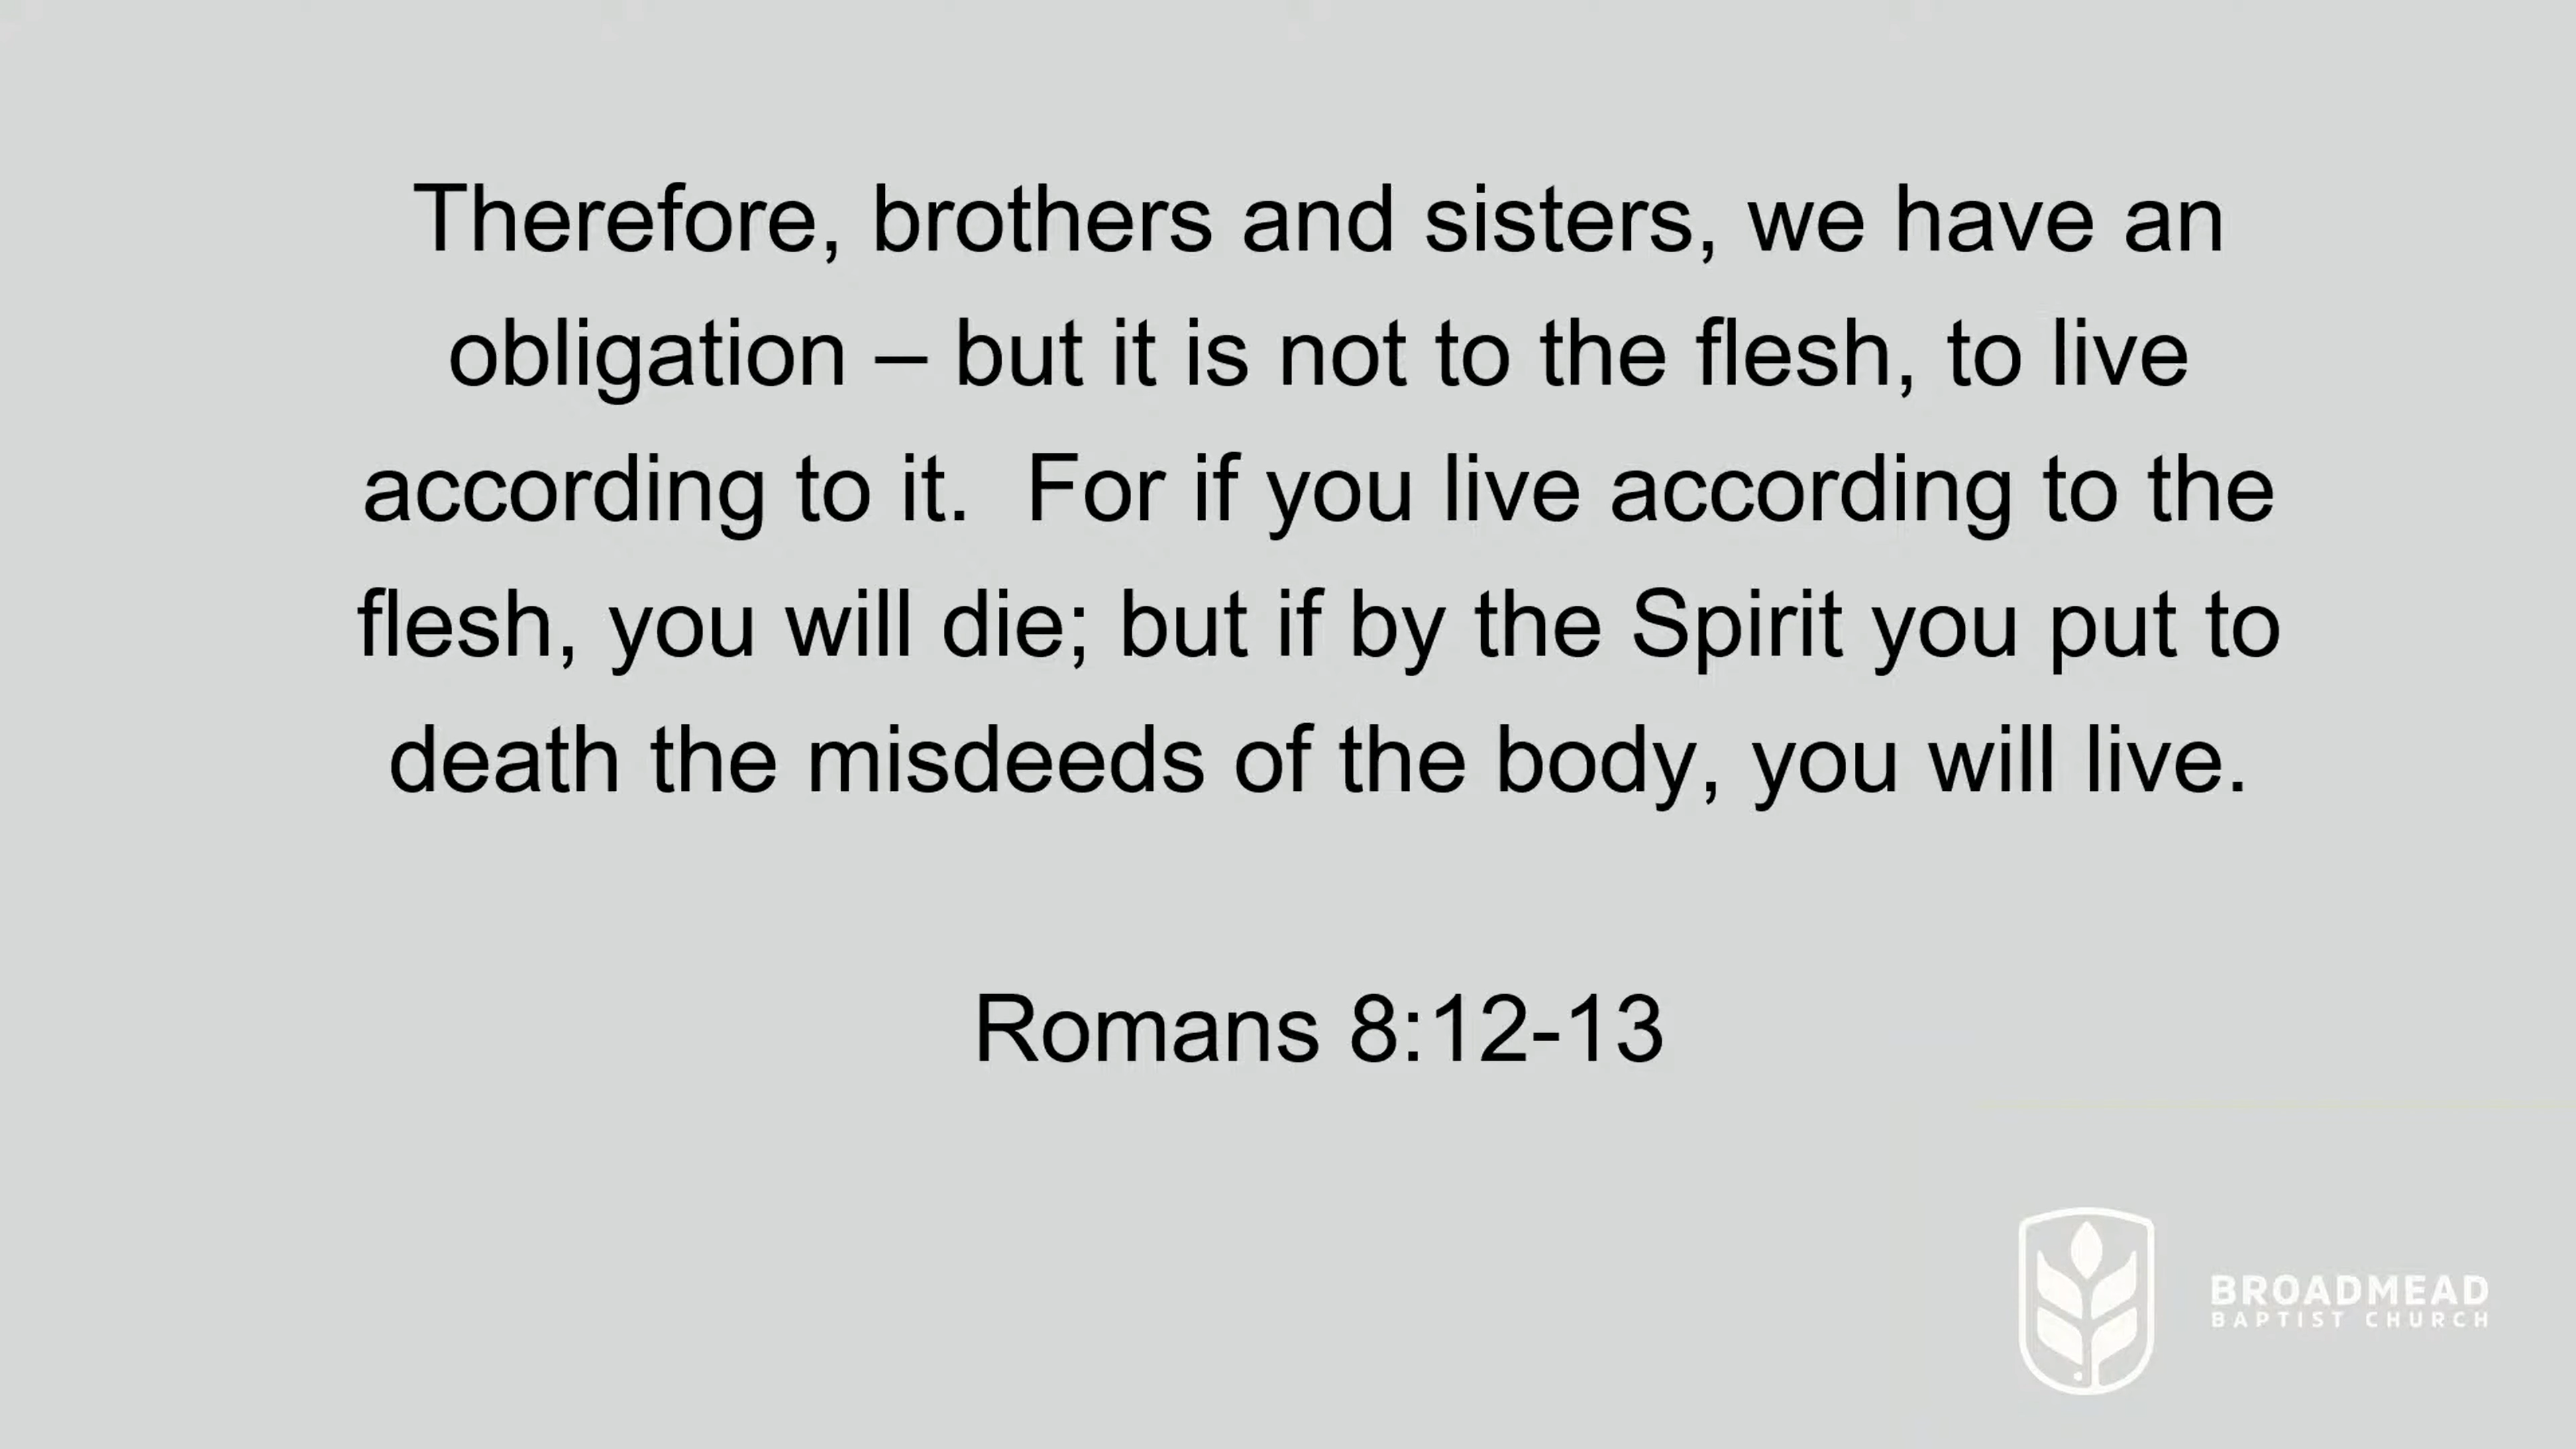 Therefore, brothers and sisters, we have an
obligation – but it is not to the flesh, to live
according to it.  For if you live according to the
flesh, you will die; but if by the Spirit you put to
death the misdeeds of the body, you will live.
Romans 8:12-13
BROADMEAD
BAPTIST CHURCH